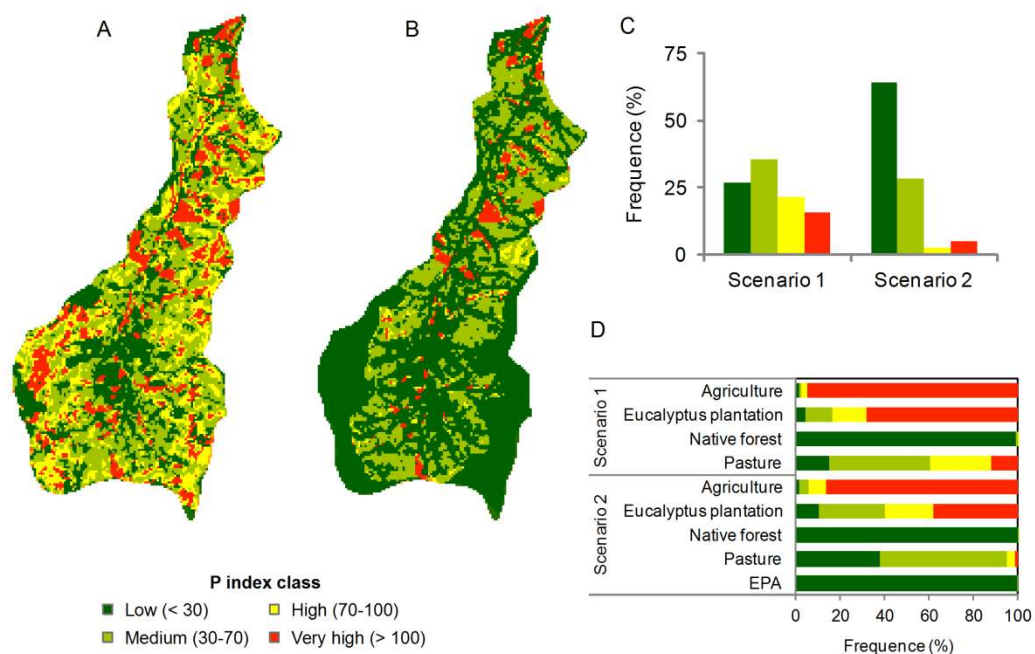 A
B
C
Frequence (%)
75
50
25
0
Scenario 1
Scenario 2
D
Scenario 1
Agriculture
Eucalyptus plantation
Native forest
Pasture
Scenario 2
Agriculture
Eucalyptus plantation
Native forest
Pasture
EPA
0 20 40 60 80 100
Frequence (%)
P index class
Low (< 30)
High (70-100)
Medium (30-70)
Very high (> 100)